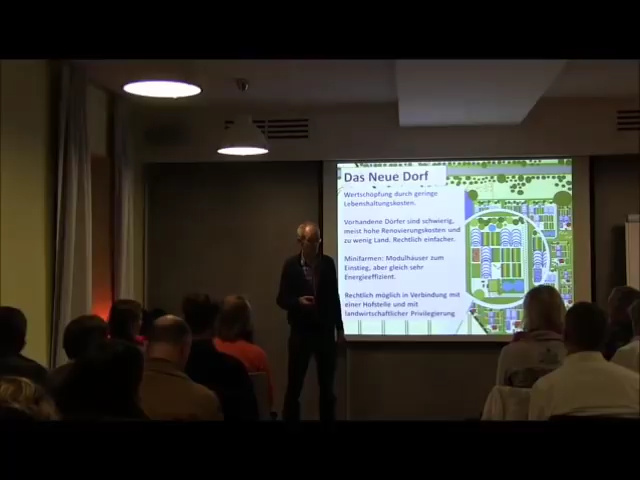 Das Neue Dorf
Wertschöpfung durch geringe
Lebenshaltungskosten.
Vorhandene Dörfer sind schwierig,
meist hohe Renovierungskosten und
zu wenig Land. Rechtlich einfacher.
Minifarmen: Modulhäuser zum
Einstieg, aber gleich sehr
Energieeffizient.
Rechtlich möglich in Verbindung mit
einer Hofstelle und mit
landwirtschaftlicher Privilegierung